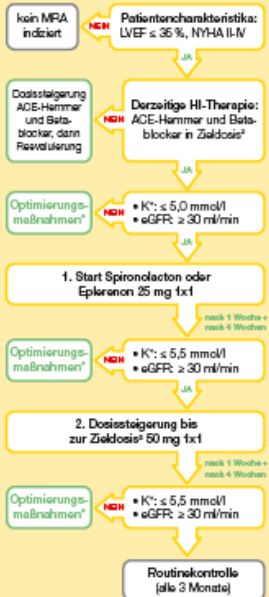 kein MRA
indiziert
NEIN
Patientencharakteristika:
LVEF ≤ 35 %, NYHA II-IV
JA
Dosissteigerung
ACE-Hemmer
und Beta-
blocker, dann
Reevaluierung
NEIN
Derzeitige HI-Therapie:
ACE-Hemmer und Beta-
blocker in Zieldosis²
JA
Optimierungs-
maßnahmen*
NEIN
• K⁺: ≤ 5,0 mmol/l
• eGFR: ≥ 30 ml/min
JA
1. Start Spironolacton oder
Eplerenon 25 mg 1x1
nach 1 Woche +
nach 4 Wochen
Optimierungs-
maßnahmen*
NEIN
• K⁺: ≤ 5,5 mmol/l
• eGFR: ≥ 30 ml/min
JA
2. Dosissteigerung bis
zur Zieldosis² 50 mg 1x1
nach 1 Woche +
nach 4 Wochen
Optimierungs-
maßnahmen*
NEIN
• K⁺: ≤ 5,5 mmol/l
• eGFR: ≥ 30 ml/min
Routinekontrolle
(alle 3 Monate)